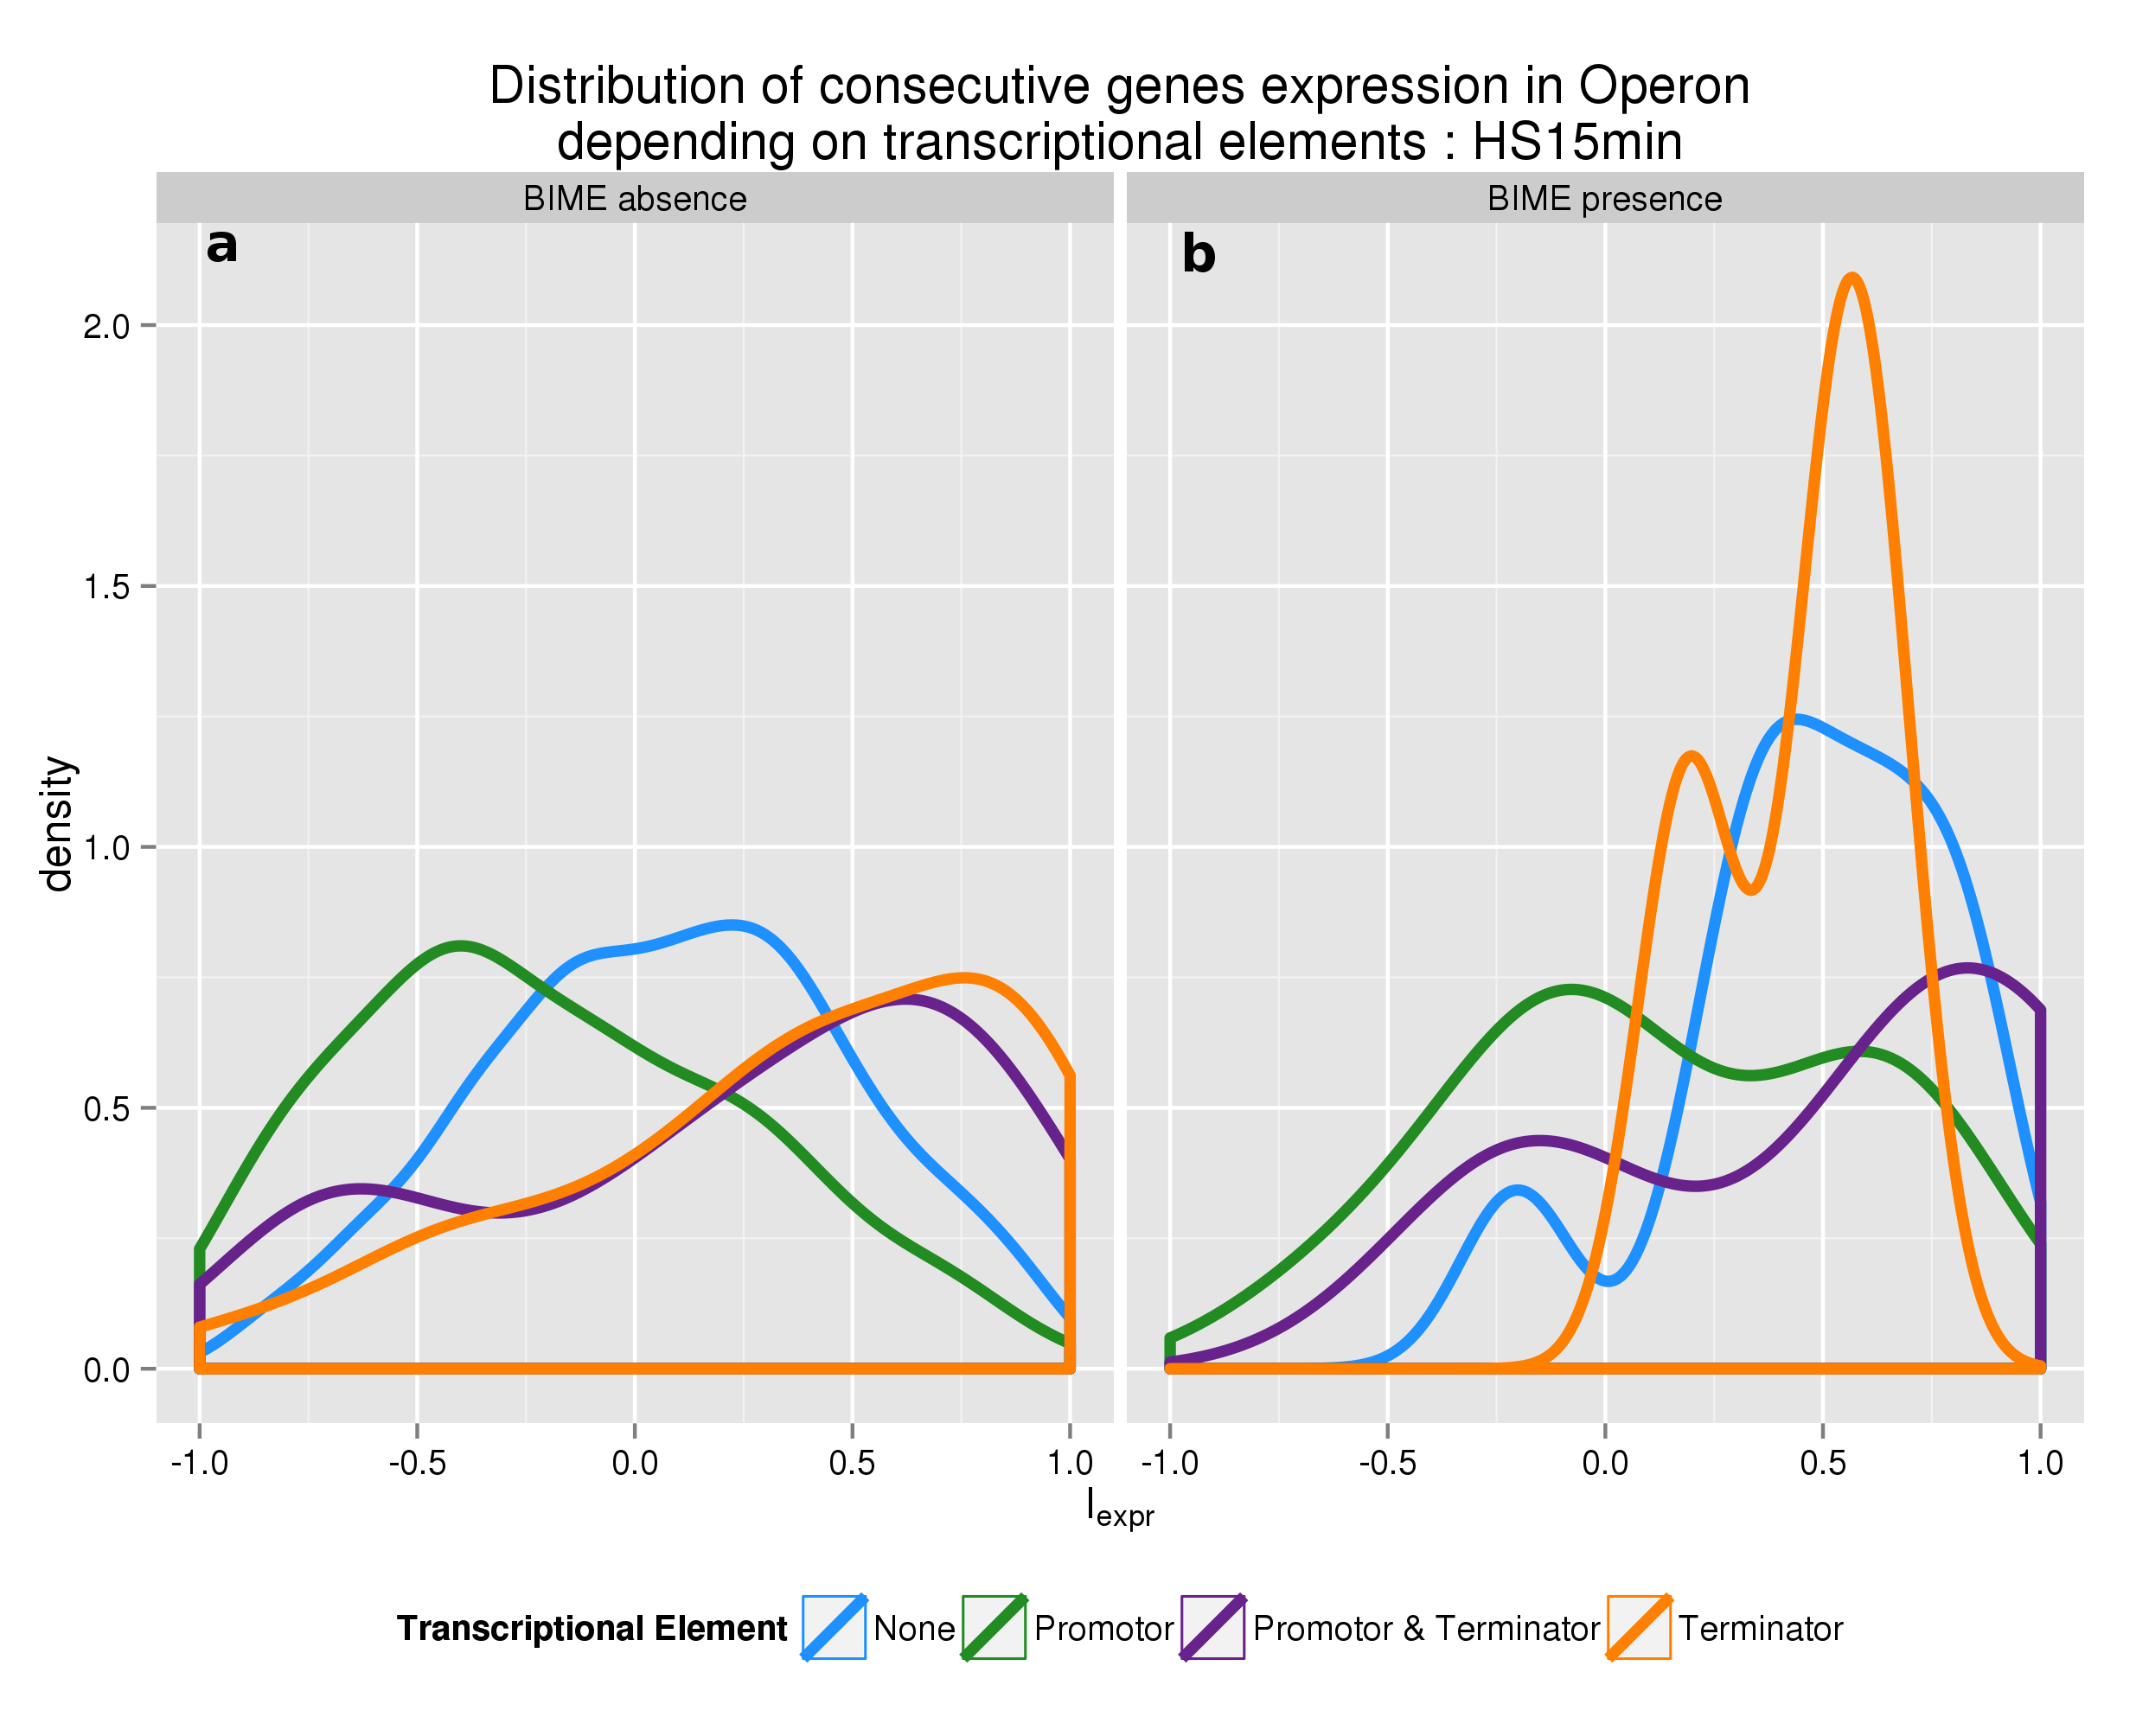 Distribution of consecutive genes expression in Operon
depending on transcriptional elements : HS15min
BIME absence
BIME presence
a
b
2.0
1.5
1.0
0.5
0.0
density
-1.0 -0.5 0.0 0.5 1.0
-1.0 -0.5 0.0 0.5 1.0
Iexpr
Transcriptional Element None Promotor Promotor & Terminator Terminator